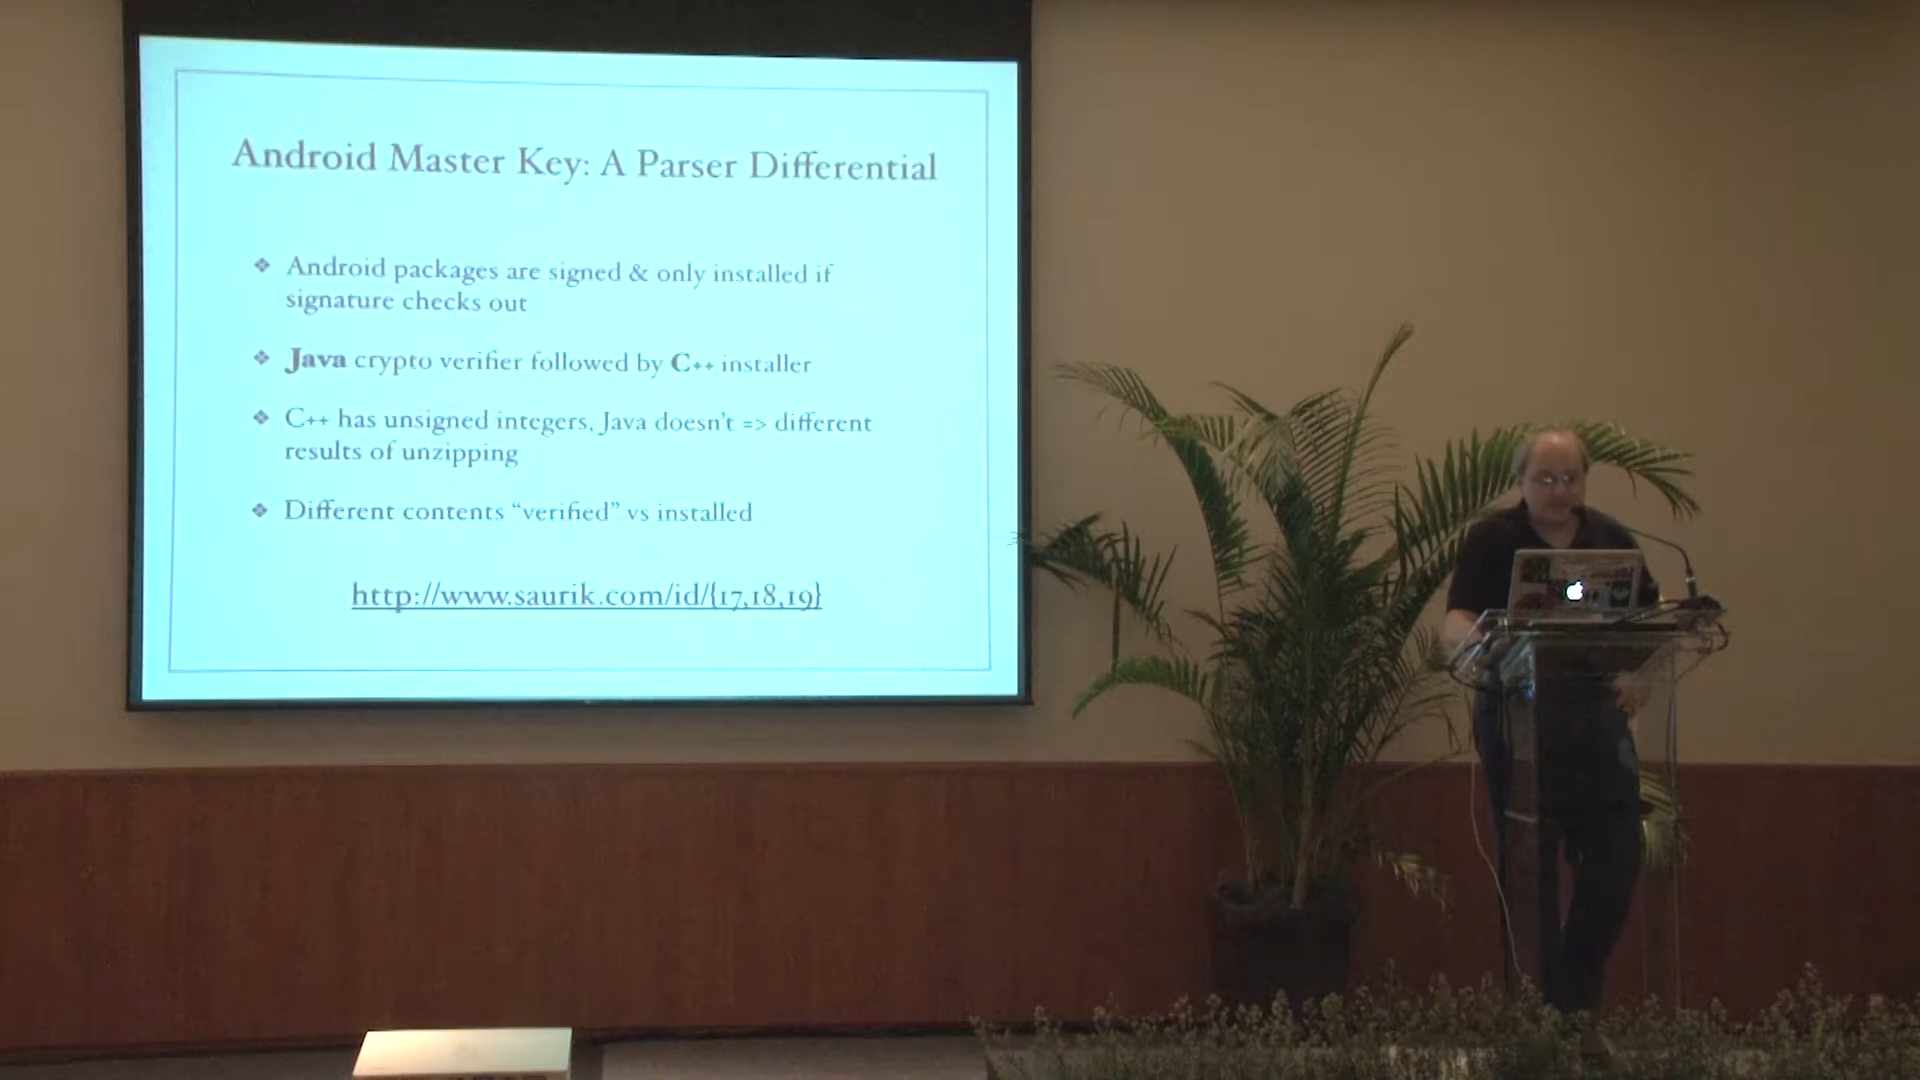 Android Master Key: A Parser Differential
❖ Android packages are signed & only installed if
signature checks out
❖ Java crypto verifier followed by C++ installer
❖ C++ has unsigned integers, Java doesn't => different
results of unzipping
❖ Different contents “verified” vs installed
http://www.saurik.com/id/{17,18,19}